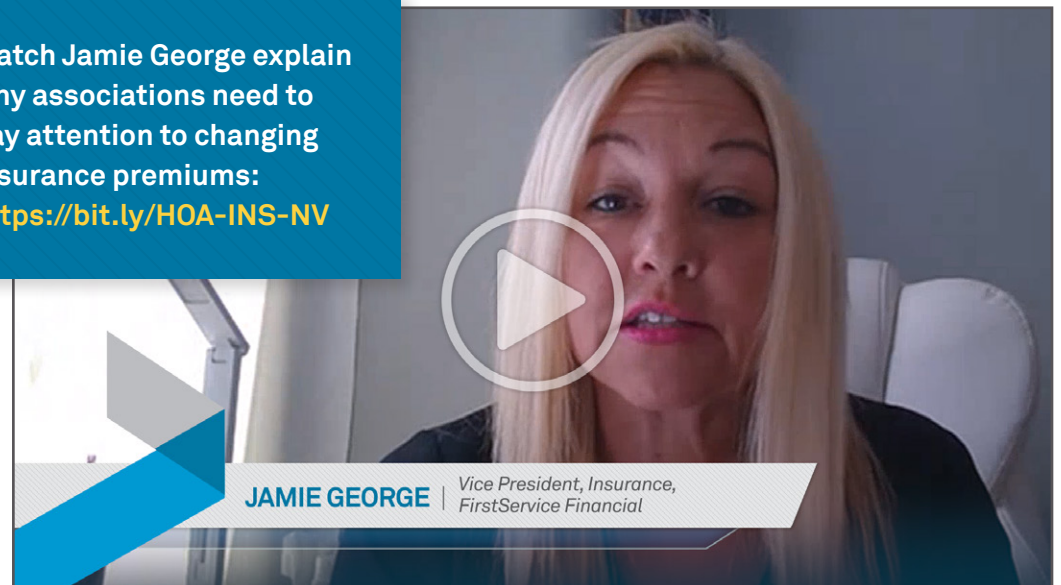 atch Jamie George explain
ny associations need to
ay attention to changing
surance premiums:
tps://bit.ly/HOA-INS-NV
JAMIE GEORGE | Vice President, Insurance,
FirstService Financial